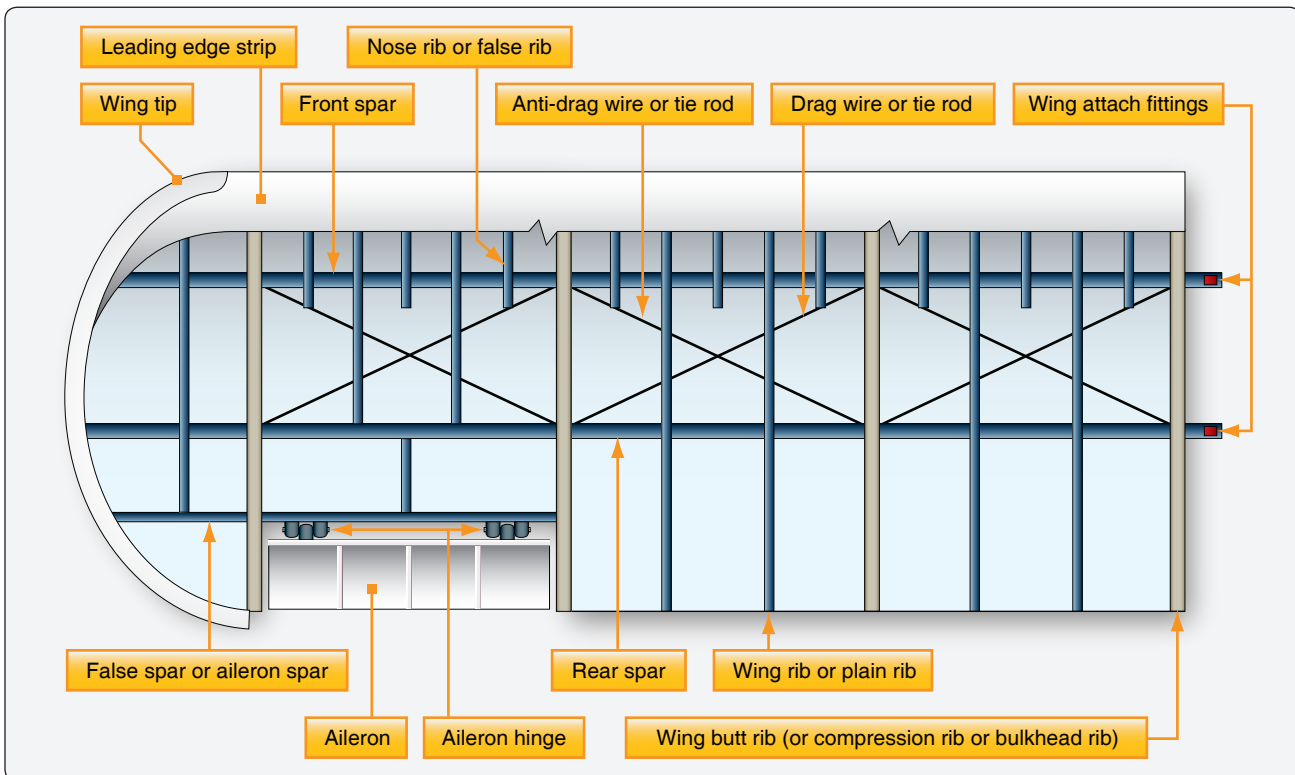 Leading edge strip
Nose rib or false rib
Wing tip
Front spar
Anti-drag wire or tie rod
Drag wire or tie rod
Wing attach fittings
False spar or aileron spar
Rear spar
Wing rib or plain rib
Aileron
Aileron hinge
Wing butt rib (or compression rib or bulkhead rib)